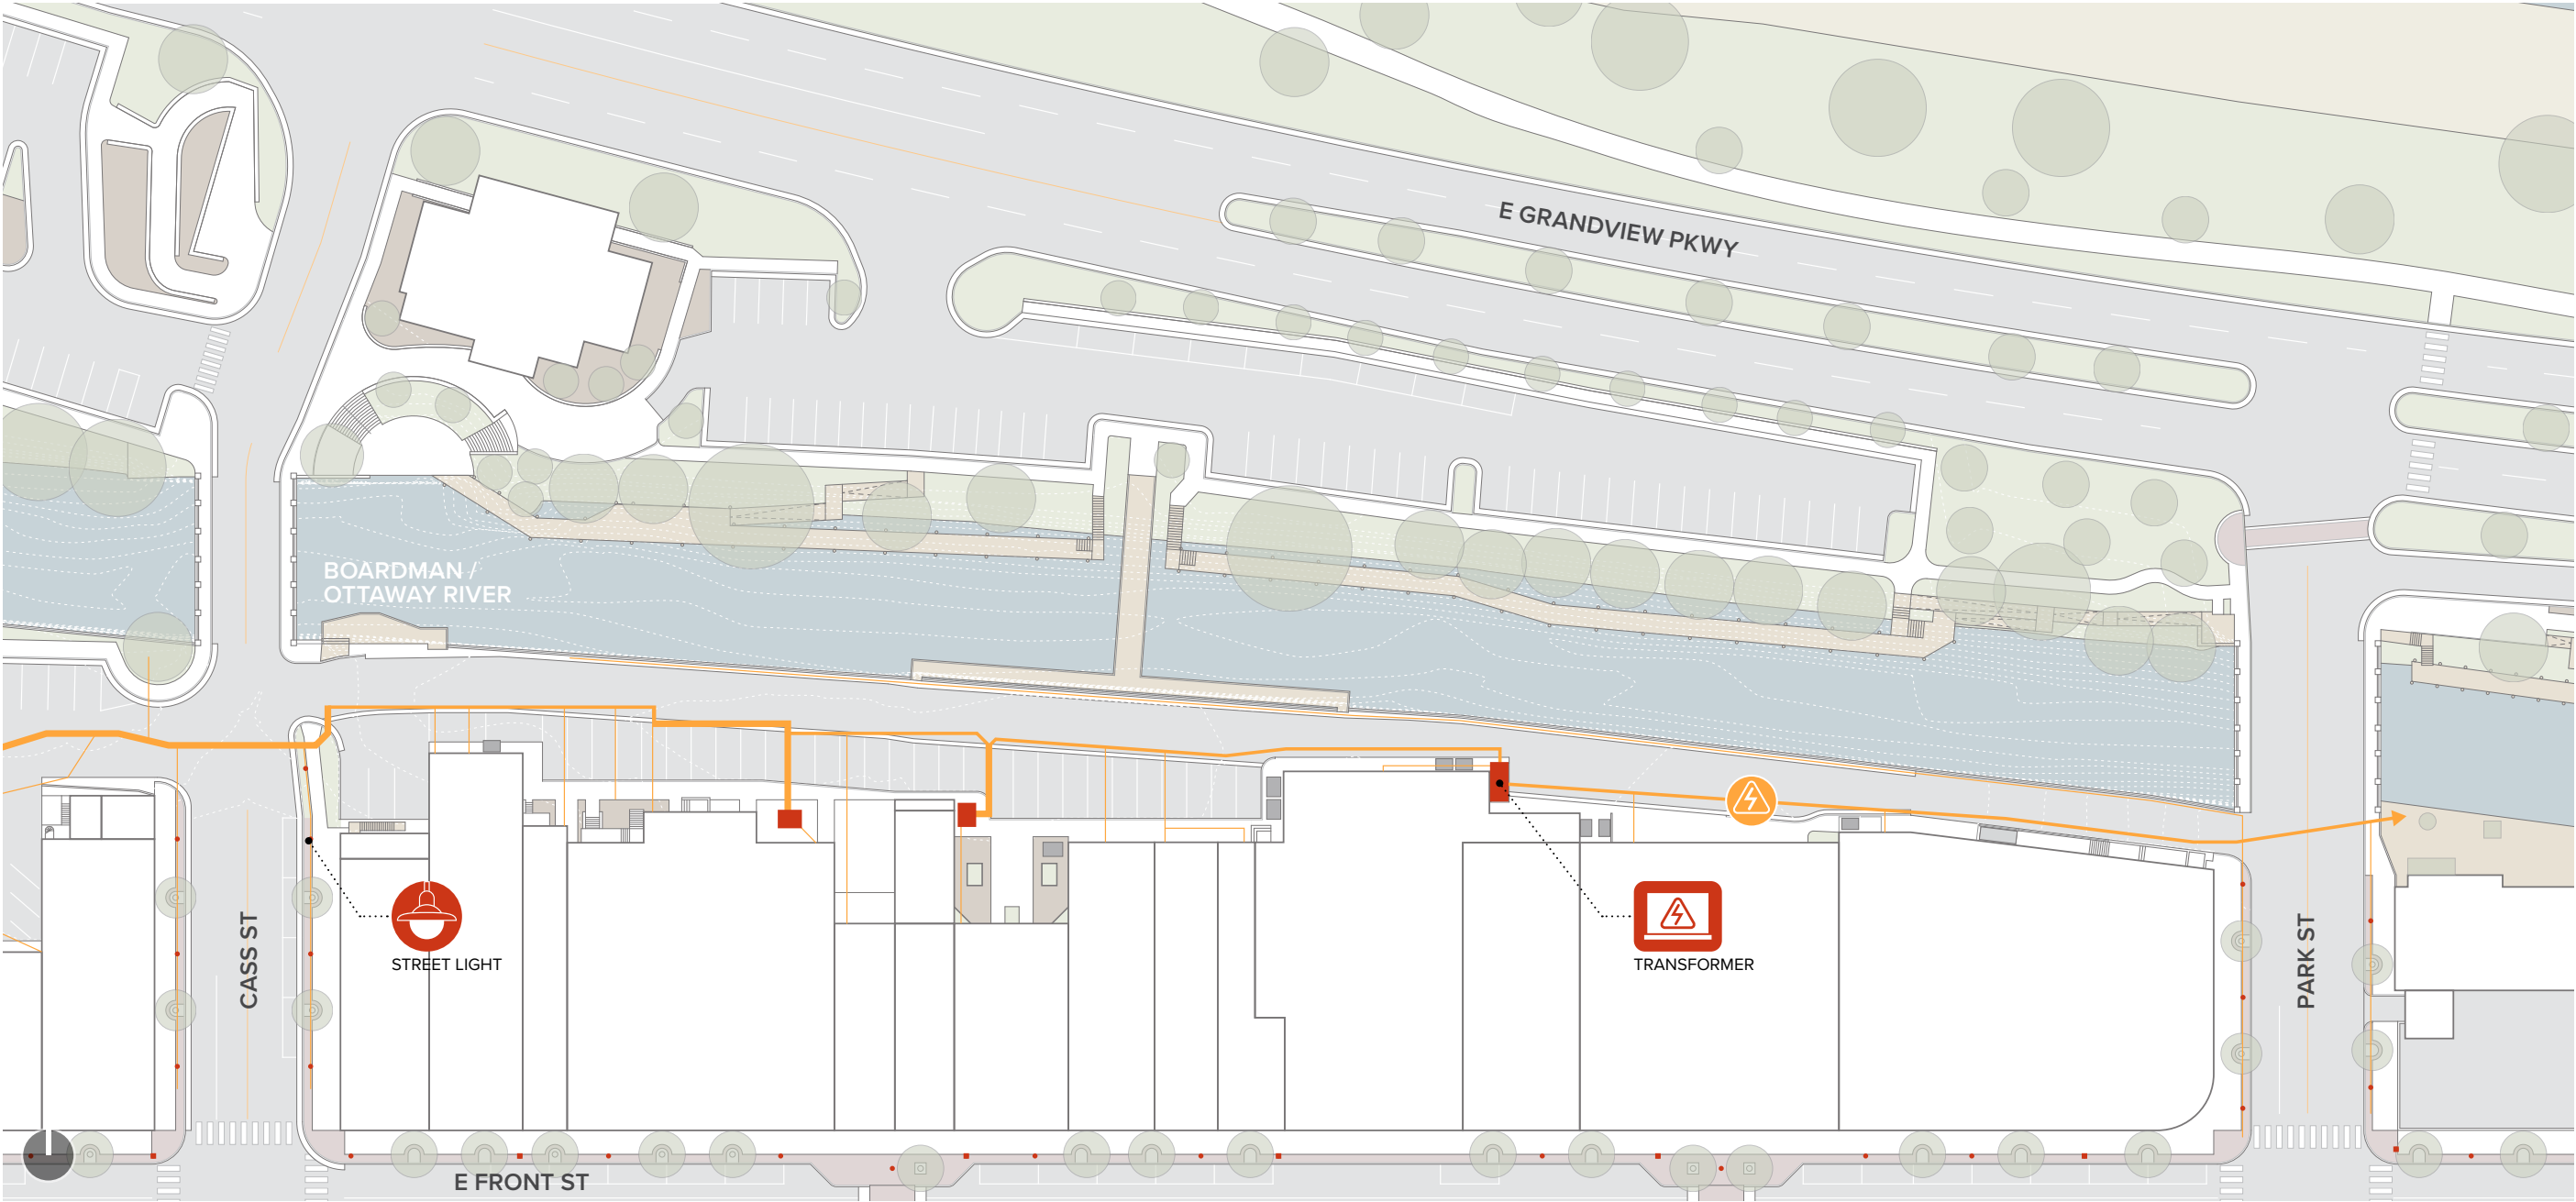 E GRANDVIEW PKWY
BOARDMAN /
OTTAWAY RIVER
CASS ST
STREET LIGHT
TRANSFORMER
PARK ST
E FRONT ST